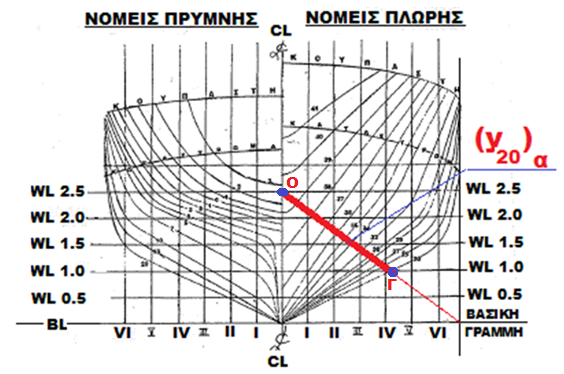 ΝΟΜΕΙΣ ΠΡΥΜΝΗΣ
ΝΟΜΕΙΣ ΠΛΩΡΗΣ
CL
Κ Ο Υ Π Α Σ Τ Η
Κ Ο Υ Π Α Σ Τ Η
(y20)α
O
WL 2.5
WL 2.5
WL 2.0
WL 2.0
WL 1.5
WL 1.5
WL 1.0
WL 1.0
Γ
WL 0.5
WL 0.5
BL
ΒΑΣΙΚΗ
ΓΡΑΜΜΗ
VI V IV III II I I II III IV V VI
CL